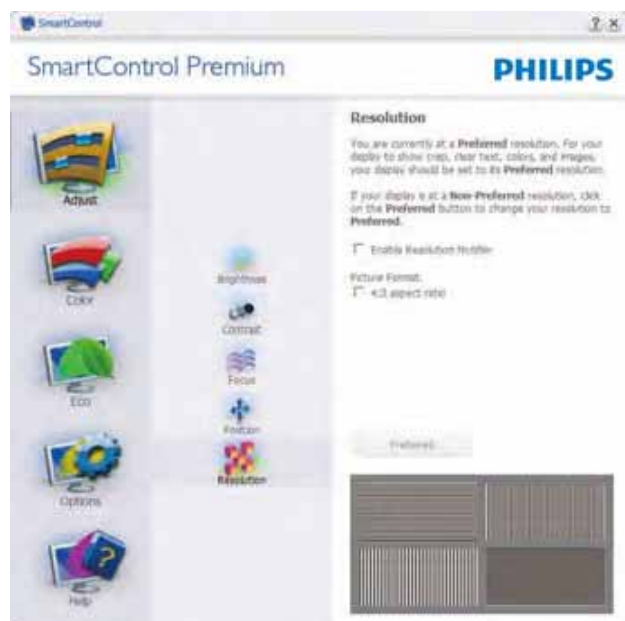 SmartControl
? ×
SmartControl Premium
PHILIPS
Adjust
Color
Eco
Options
Help
Brightness
Contrast
Focus
Position
Resolution
Resolution
You are currently at a Preferred resolution. For your
display to show crisp, clear text, colors, and images,
your display should be set to its Preferred resolution.
If your display is at a Non-Preferred resolution, click
on the Preferred button to change your resolution to
Preferred.
Enable Resolution Notifier
Picture Format:
4:3 aspect ratio
Preferred